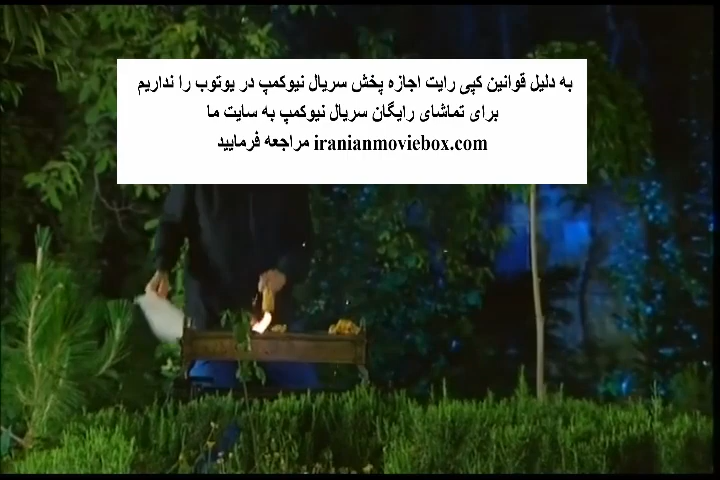 به دلیل قوانین کپی رایت اجازه پخش سریال نیوکمپ در یوتوب را نداریم
برای تماشای رایگان سریال نیوکمپ به سایت ما
iranianmoviebox.com مراجعه فرمایید